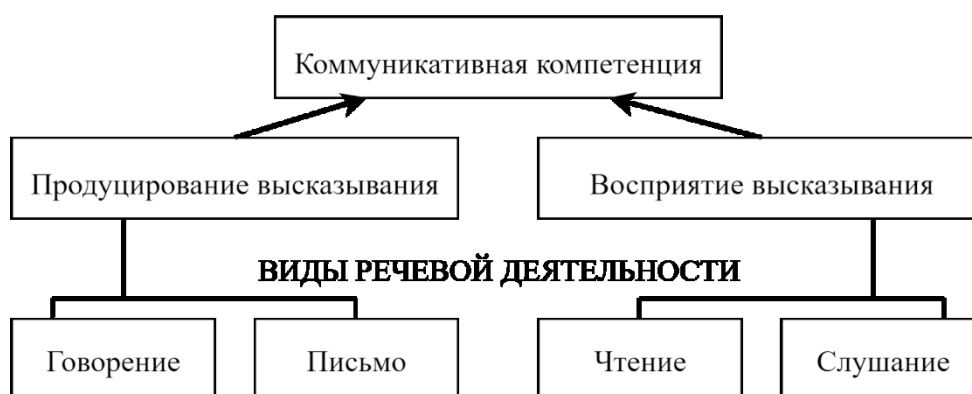 Коммуникативная компетенция
Продуцирование высказывания
Восприятие высказывания
ВИДЫ РЕЧЕВОЙ ДЕЯТЕЛЬНОСТИ
Говорение
Письмо
Чтение
Слушание